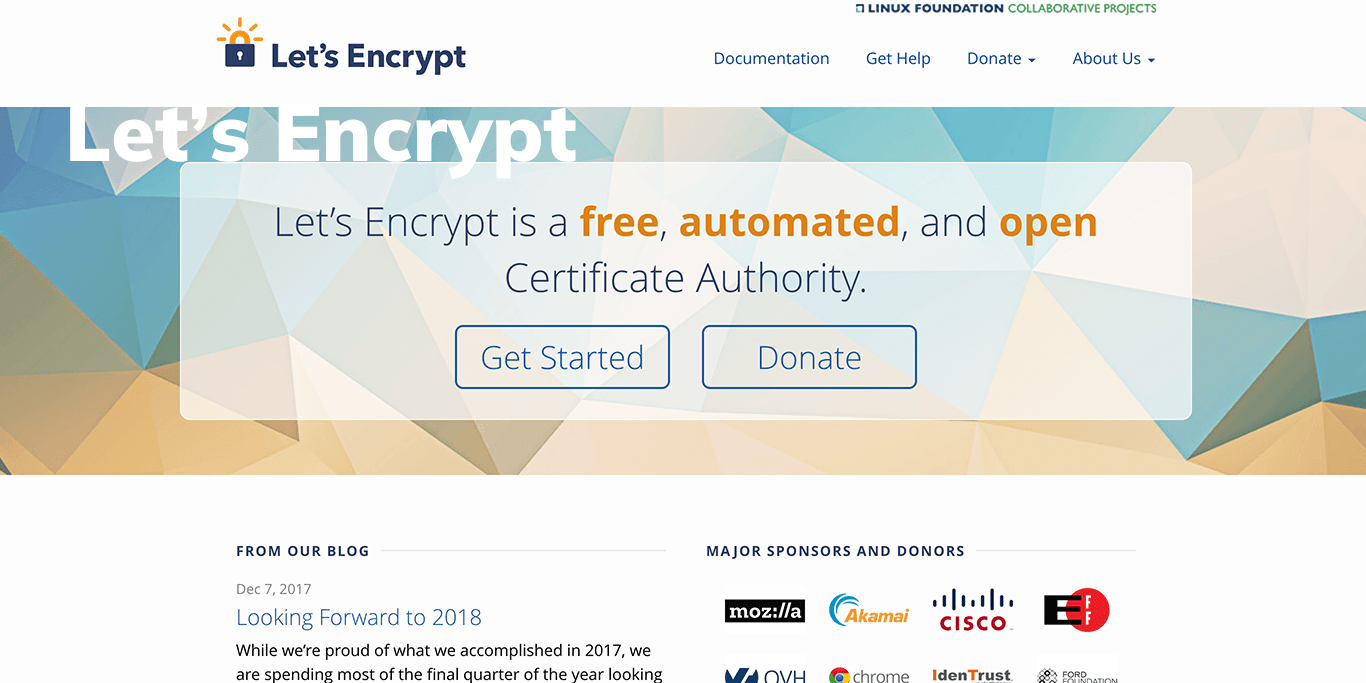 LINUX FOUNDATION COLLABORATIVE PROJECTS
Let's Encrypt
Documentation Get Help Donate About Us
Let's Encrypt
Let's Encrypt is a free, automated, and open
Certificate Authority.
Get Started Donate
FROM OUR BLOG
Dec 7, 2017
Looking Forward to 2018
While we're proud of what we accomplished in 2017, we
are spending most of the final quarter of the year looking
MAJOR SPONSORS AND DONORS
moz://a Akamai CISCO EFF
OVH chrome IdenTrust FORD FOUNDATION